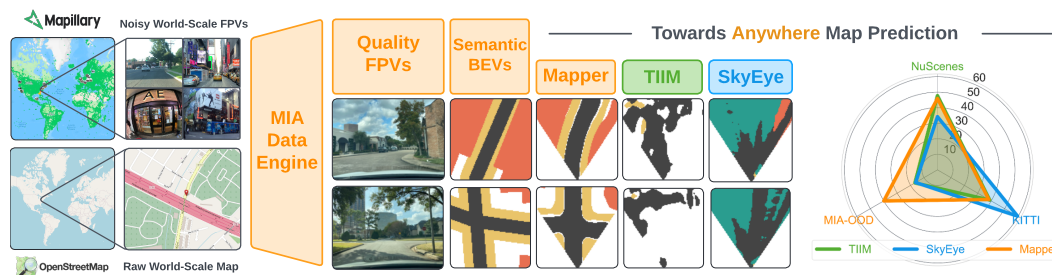 Mapillary
Noisy World-Scale FPVs
AE
OpenStreetMap
Raw World-Scale Map
MIA
Data
Engine
Quality
FPVs
Semantic
BEVs
Mapper
TIIM
SkyEye
Towards Anywhere Map Prediction
NuScenes
60
50
40
30
20
10
MIA-OOD
KITTI
TIIM
SkyEye
Mappe